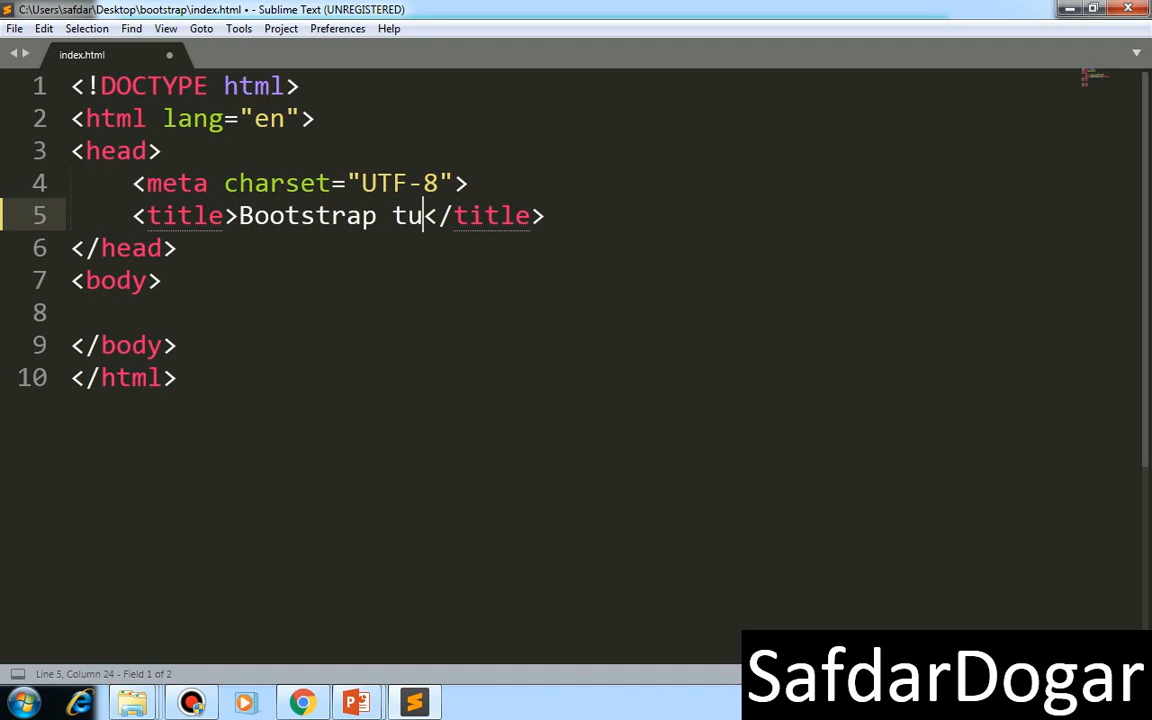 C:\Users\safdar\Desktop\bootstrap\index.html • - Sublime Text (UNREGISTERED)
File Edit Selection Find View Goto Tools Project Preferences Help
index.html
1 <!DOCTYPE html>
2 <html lang="en">
3 <head>
4 <meta charset="UTF-8">
5 <title>Bootstrap tu</title>
6 </head>
7 <body>
8
9 </body>
10 </html>
Line 5, Column 24 - Field 1 of 2
SafdarDogar